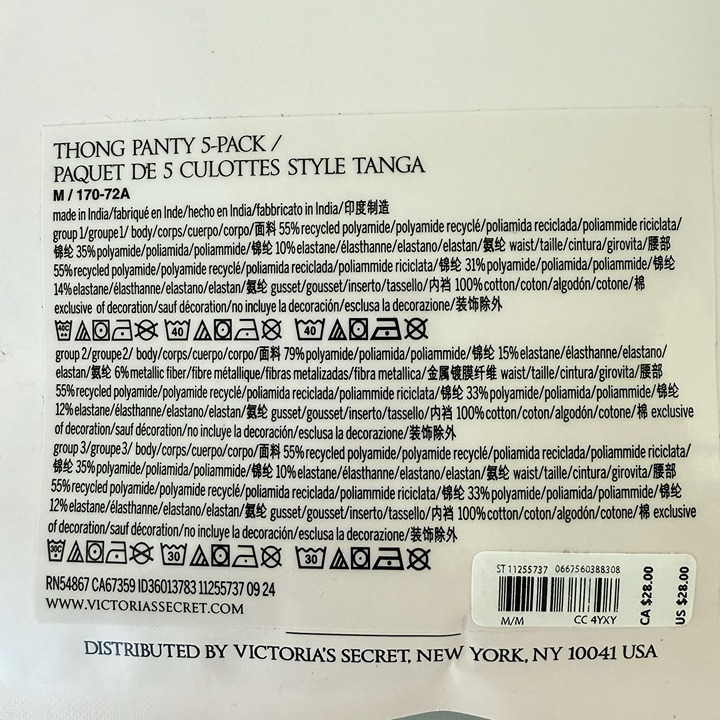 THONG PANTY 5-PACK /
PAQUET DE 5 CULOTTES STYLE TANGA
M / 170-72A
made in India/fabriqué en Inde/hecho en India/fabbricato in India/印度制造
group 1/groupe1/ body/corps/cuerpo/corpo/面料 55% recycled polyamide/polyamide recyclé/poliamida reciclada/poliammide riciclata/
锦纶 35% polyamide/poliamida/poliammide/锦纶 10% elastane/élasthanne/elastano/elastan/氨纶 waist/taille/cintura/girovita/腰部
55% recycled polyamide/polyamide recyclé/poliamida reciclada/poliammide riciclata/锦纶 31% polyamide/poliamida/poliammide/锦纶
14% elastane/élasthanne/elastano/elastan/氨纶 gusset/gousset/inserto/tassello/内裆 100% cotton/coton/algodón/cotone/棉
exclusive of decoration/sauf décoration/no incluye la decoración/esclusa la decorazione/装饰除外
40C 40 40
group 2/groupe 2/ body/corps/cuerpo/corpo/面料 79% polyamide/poliamida/poliammide/锦纶 15% elastane/élasthanne/elastano/
elastan/氨纶 6% metallic fiber/fibre métallique/fibras metalizadas/fibra metallica/金属镀膜纤维 waist/taille/cintura/girovita/腰部
55% recycled polyamide/polyamide recyclé/poliamida reciclada/poliammide riciclata/锦纶 33% polyamide/poliamida/poliammide/锦纶
12% elastane/élasthanne/elastano/elastan/氨纶 gusset/gousset/inserto/tassello/内裆 100% cotton/coton/algodón/cotone/棉 exclusive
of decoration/sauf décoration/no incluye la decoración/esclusa la decorazione/装饰除外
group 3/groupe3/ body/corps/cuerpo/corpo/面料 55% recycled polyamide/polyamide recyclé/poliamida reciclada/poliammide riciclata/
锦纶 35% polyamide/poliamida/poliammide/锦纶 10% elastane/élasthanne/elastano/elastan/氨纶 waist/taille/cintura/girovita/腰部
55% recycled polyamide/polyamide recyclé/poliamida reciclada/poliammide riciclata/锦纶 33% polyamide/poliamida/poliammide/锦纶
12% elastane/élasthanne/elastano/elastan/氨纶 gusset/gousset/inserto/tassello/内裆 100% cotton/coton/algodón/cotone/棉 exclusive
of decoration/sauf décoration/no incluye la decoración/esclusa la decorazione/装饰除外
30C 30 30
RN54867 CA67359 ID36013783 11255737 09 24
WWW.VICTORIASSECRET.COM
ST 11255737 0667560388308
M/M CC 4YXY
CA $28.00
US $28.00
DISTRIBUTED BY VICTORIA'S SECRET, NEW YORK, NY 10041 USA